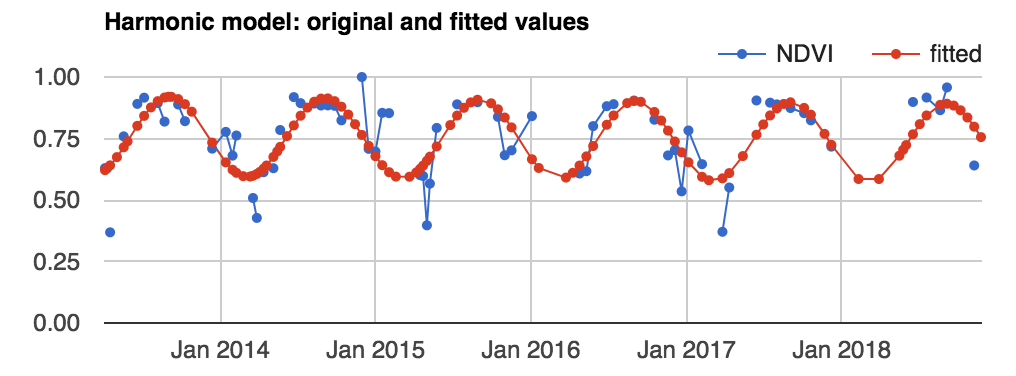 Harmonic model: original and fitted values
NDVI fitted
1.00
0.75
0.50
0.25
0.00
Jan 2014 Jan 2015 Jan 2016 Jan 2017 Jan 2018